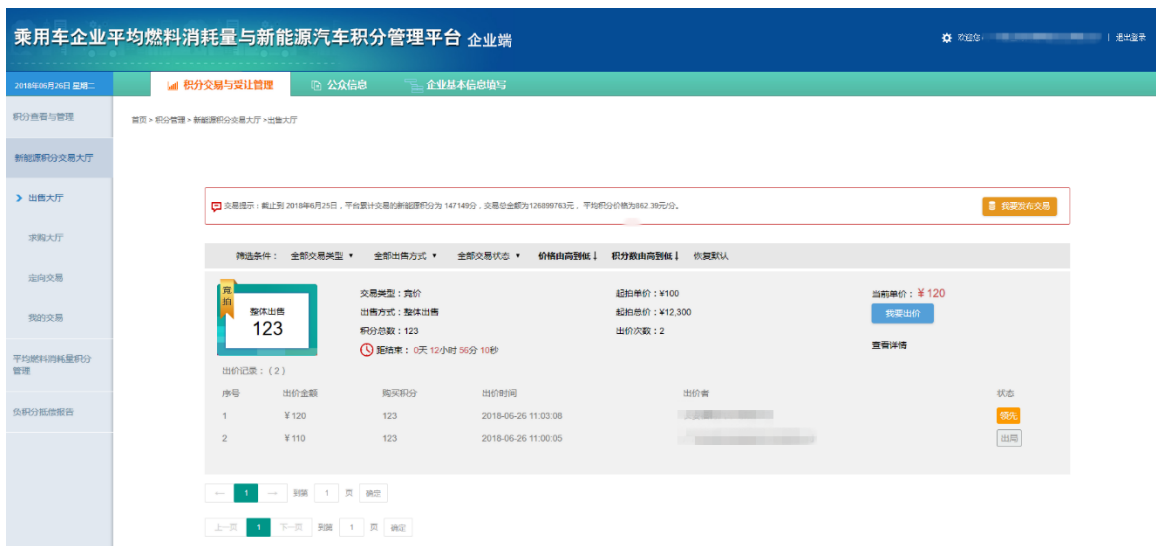 乘用车企业平均燃料消耗量与新能源汽车积分管理平台 企业端
欢迎您: | 退出登录
2018年06月26日 星期二
积分交易与受让管理 公众信息 企业基本信息填写
积分查看与管理
首页 > 积分管理 > 新能源积分交易大厅 >出售大厅
新能源积分交易大厅
出售大厅
求购大厅
定向交易
我的交易
平均燃料消耗量积分
管理
负积分抵偿报告
交易提示:截止到 2018年6月25日,平台累计交易的新能源积分为 147149分,交易总金额为126899763元, 平均积分价格为862.39元/分。
我要发布交易
筛选条件: 全部交易类型 ▼ 全部出售方式 ▼ 全部交易状态 ▼ 价格由高到低↓ 积分数由高到低↓ 恢复默认
竞拍
整体出售
123
交易类型:竞价
出售方式:整体出售
积分总数:123
距结束: 0天 12小时 56分 10秒
起拍单价:¥100
起拍总价:¥12,300
出价次数:2
当前单价:¥120
我要出价
查看详情
出价记录:(2)
序号 出价金额 购买积分 出价时间 出价者 状态
1 ¥120 123 2018-06-26 11:03:08 领先
2 ¥110 123 2018-06-26 11:00:05 出局
← 1 → 到第 1 页 确定
上一页 1 下一页 到第 1 页 确定